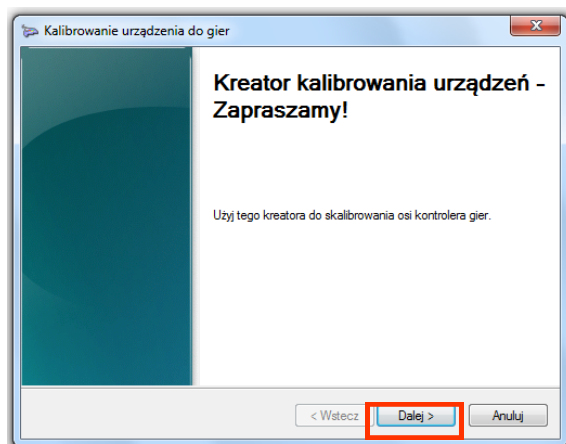 Kalibrowanie urządzenia do gier
Kreator kalibrowania urządzeń -
Zapraszamy!
Użyj tego kreatora do skalibrowania osi kontrolera gier.
< Wstecz Dalej > Anuluj